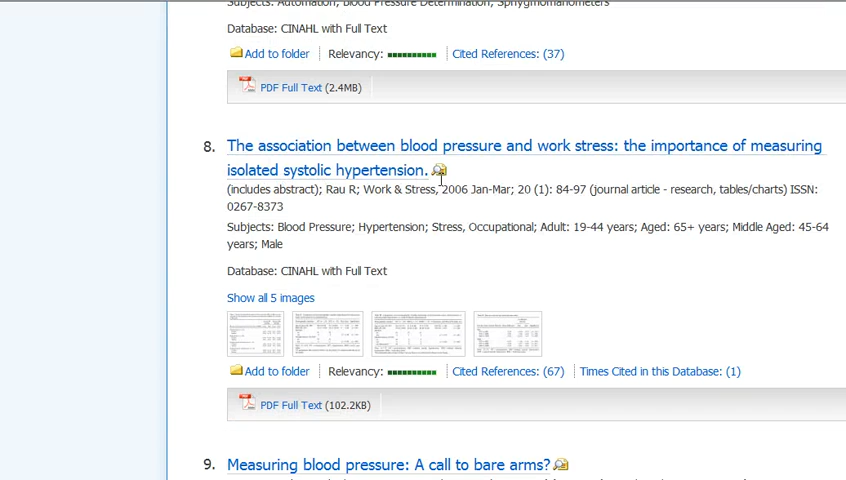 Subjects: Automation; Blood Pressure Determination; Sphygmomanometers
Database: CINAHL with Full Text
Add to folder Relevancy: Cited References: (37)
PDF Full Text (2.4MB)
8. The association between blood pressure and work stress: the importance of measuring
isolated systolic hypertension.
(includes abstract); Rau R; Work & Stress, 2006 Jan-Mar; 20 (1): 84-97 (journal article - research, tables/charts) ISSN:
0267-8373
Subjects: Blood Pressure; Hypertension; Stress, Occupational; Adult: 19-44 years; Aged: 65+ years; Middle Aged: 45-64
years; Male
Database: CINAHL with Full Text
Show all 5 images
Add to folder Relevancy: Cited References: (67) Times Cited in this Database: (1)
PDF Full Text (102.2KB)
9. Measuring blood pressure: A call to bare arms?